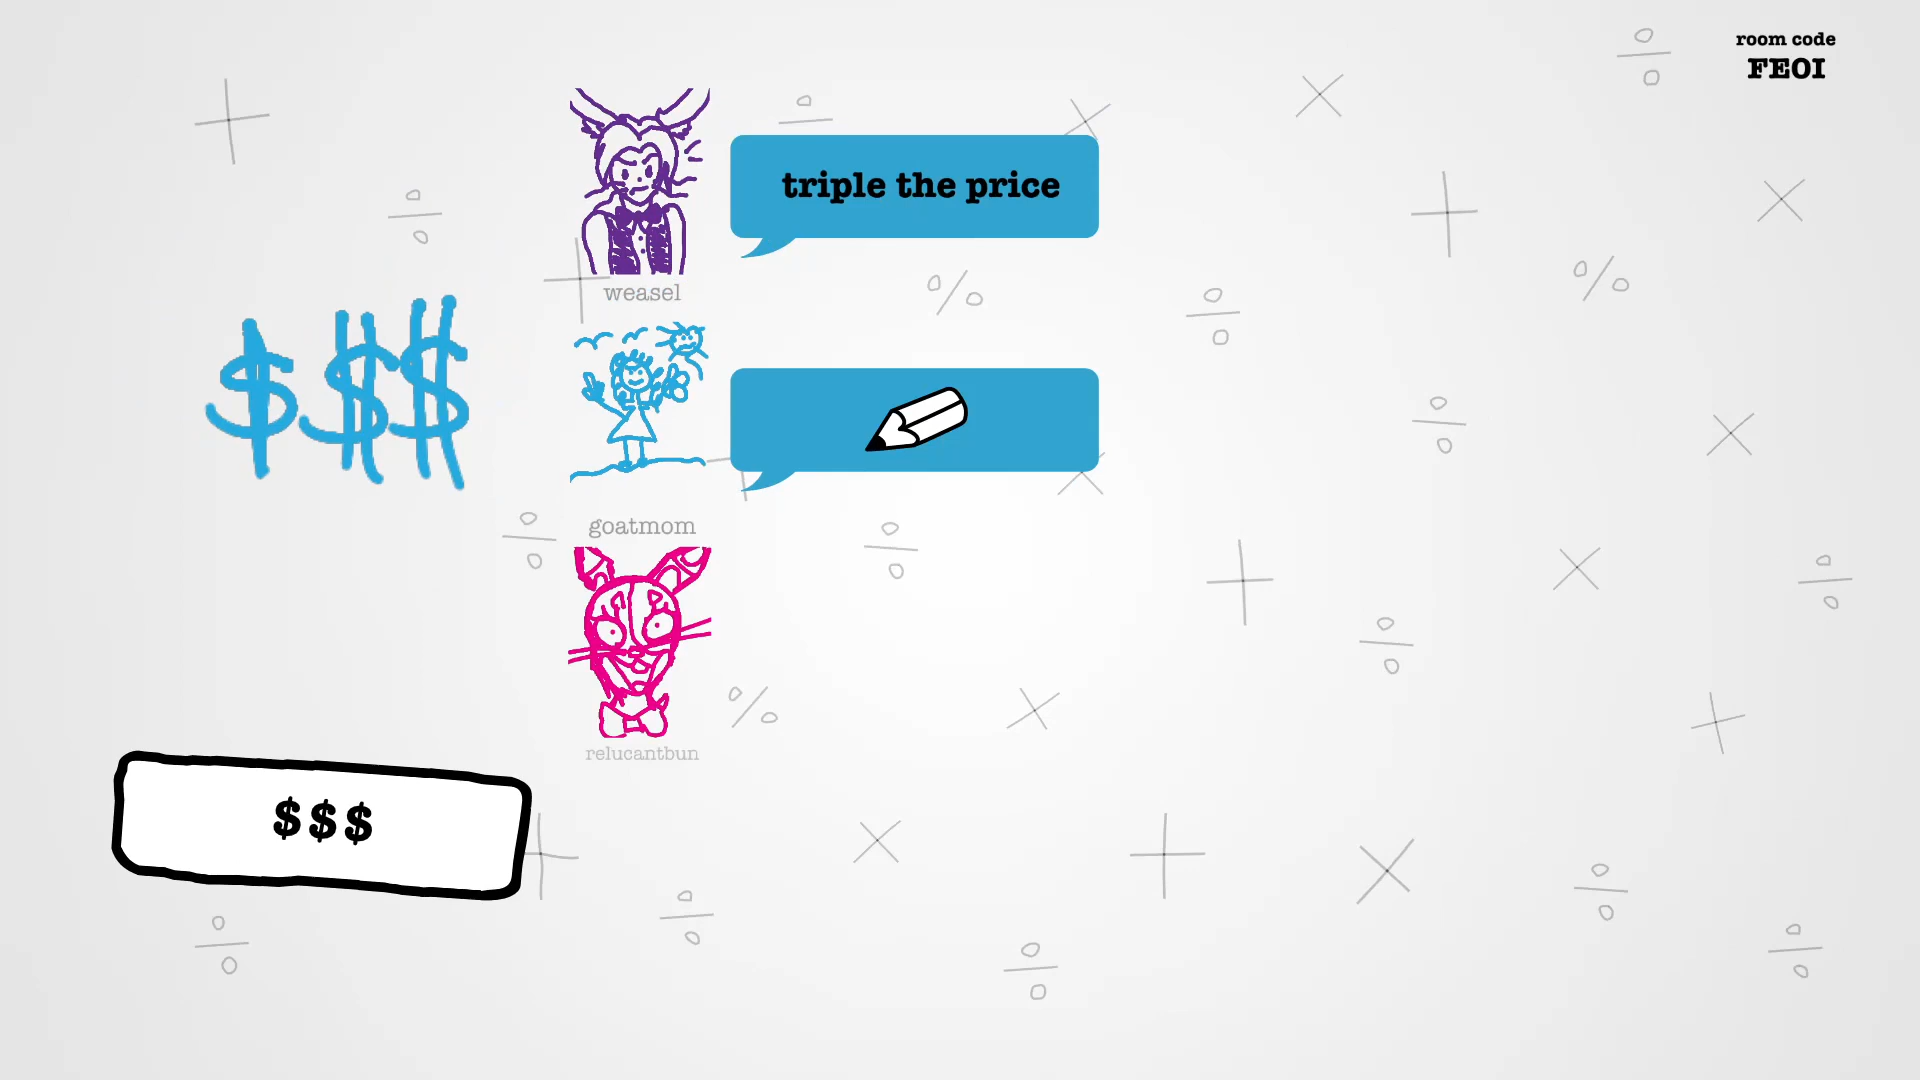 room code
FEOI
triple the price
weasel
$$$
goatmom
relucantbun
$$$